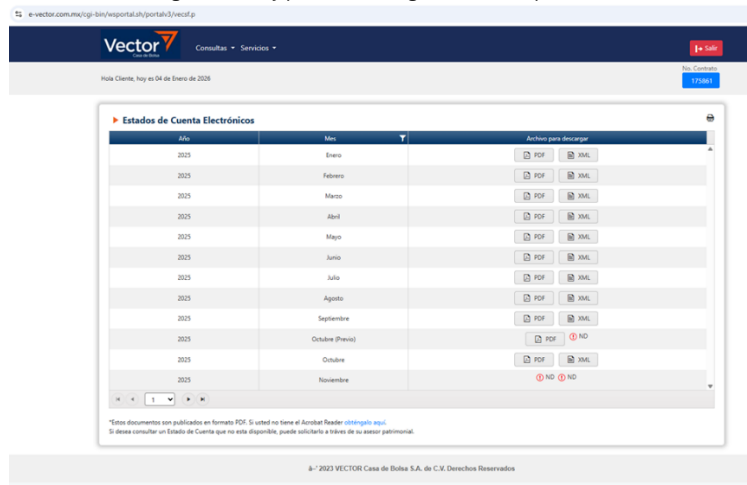 e-vector.com.mx/cgi-bin/wsportal.sh/portalv3/vecsf.p
Vector
Casa de Bolsa
Consultas Servicios
Salir
Hola Cliente, hoy es 04 de Enero de 2026
No. Contrato
175861
Estados de Cuenta Electrónicos
Año Mes Archivo para descargar
2025 Enero PDF XML
2025 Febrero PDF XML
2025 Marzo PDF XML
2025 Abril PDF XML
2025 Mayo PDF XML
2025 Junio PDF XML
2025 Julio PDF XML
2025 Agosto PDF XML
2025 Septiembre PDF XML
2025 Octubre (Previo) PDF ND
2025 Octubre PDF XML
2025 Noviembre ND ND
1
*Estos documentos son publicados en formato PDF. Si usted no tiene el Acrobat Reader obténgalo aquí.
Si desea consultar un Estado de Cuenta que no esta disponible, puede solicitarlo a tráves de su asesor patrimonial.
â-‘ 2023 VECTOR Casa de Bolsa S.A. de C.V. Derechos Reservados